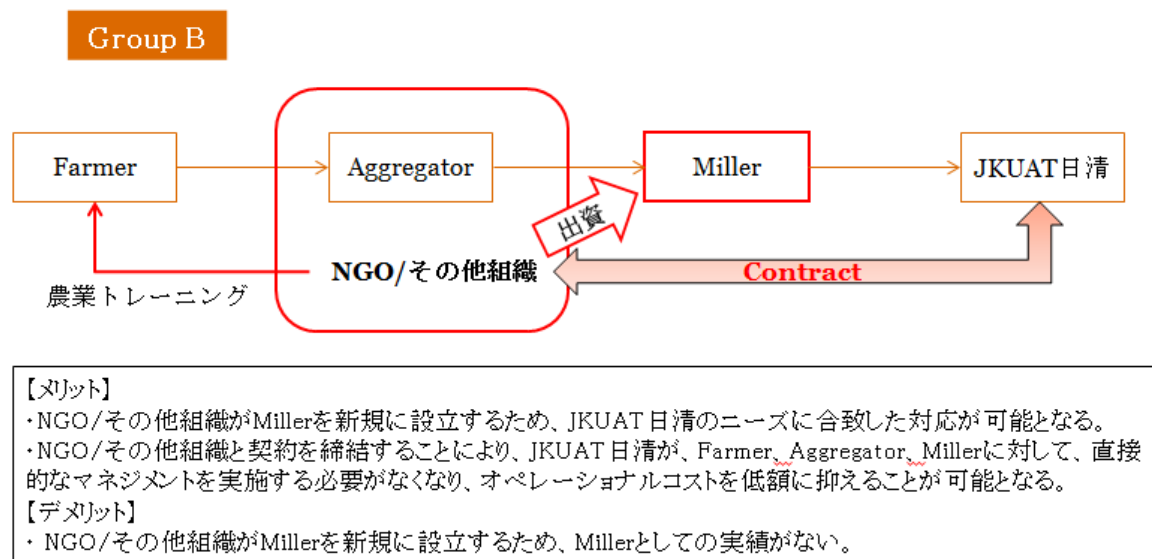 Group B
Farmer
Aggregator
Miller
JKUAT日清
出資
NGO/その他組織
Contract
農業トレーニング
【メリット】
・NGO/その他組織がMillerを新規に設立するため、JKUAT日清のニーズに合致した対応が可能となる。
・NGO/その他組織と契約を締結することにより、JKUAT日清が、Farmer、Aggregator、Millerに対して、直接
的なマネジメントを実施する必要がなくなり、オペレーショナルコストを低額に抑えることが可能となる。
【デメリット】
・ NGO/その他組織がMillerを新規に設立するため、Millerとしての実績がない。